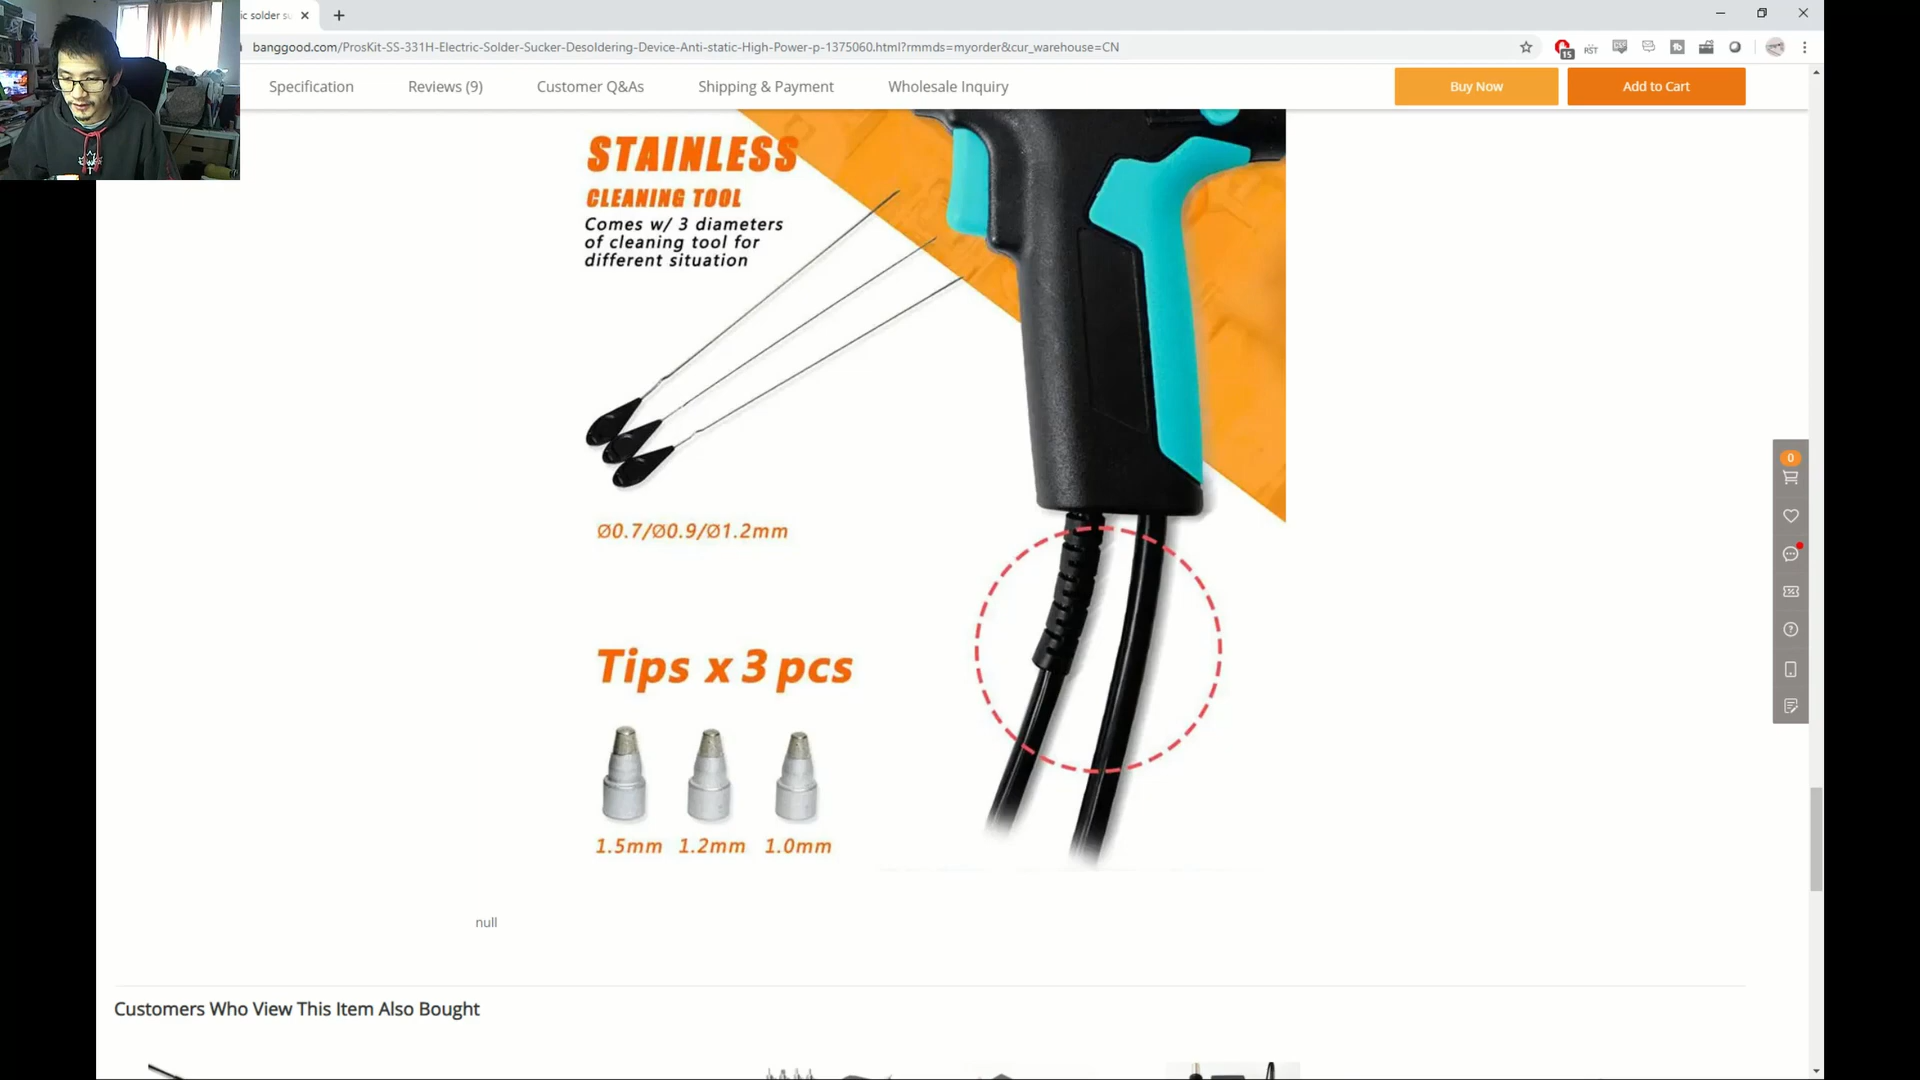 ic solder su
banggood.com/ProsKit-SS-331H-Electric-Solder-Sucker-Desoldering-Device-Anti-static-High-Power-p-1375060.html?rmmds=myorder&cur_warehouse=CN
15
RST
Specification
Reviews (9)
Customer Q&As
Shipping & Payment
Wholesale Inquiry
Buy Now
Add to Cart
STAINLESS
CLEANING TOOL
Comes w/ 3 diameters
of cleaning tool for
different situation
Ø0.7/Ø0.9/Ø1.2mm
0
Tips x 3 pcs
1.5mm 1.2mm 1.0mm
null
Customers Who View This Item Also Bought